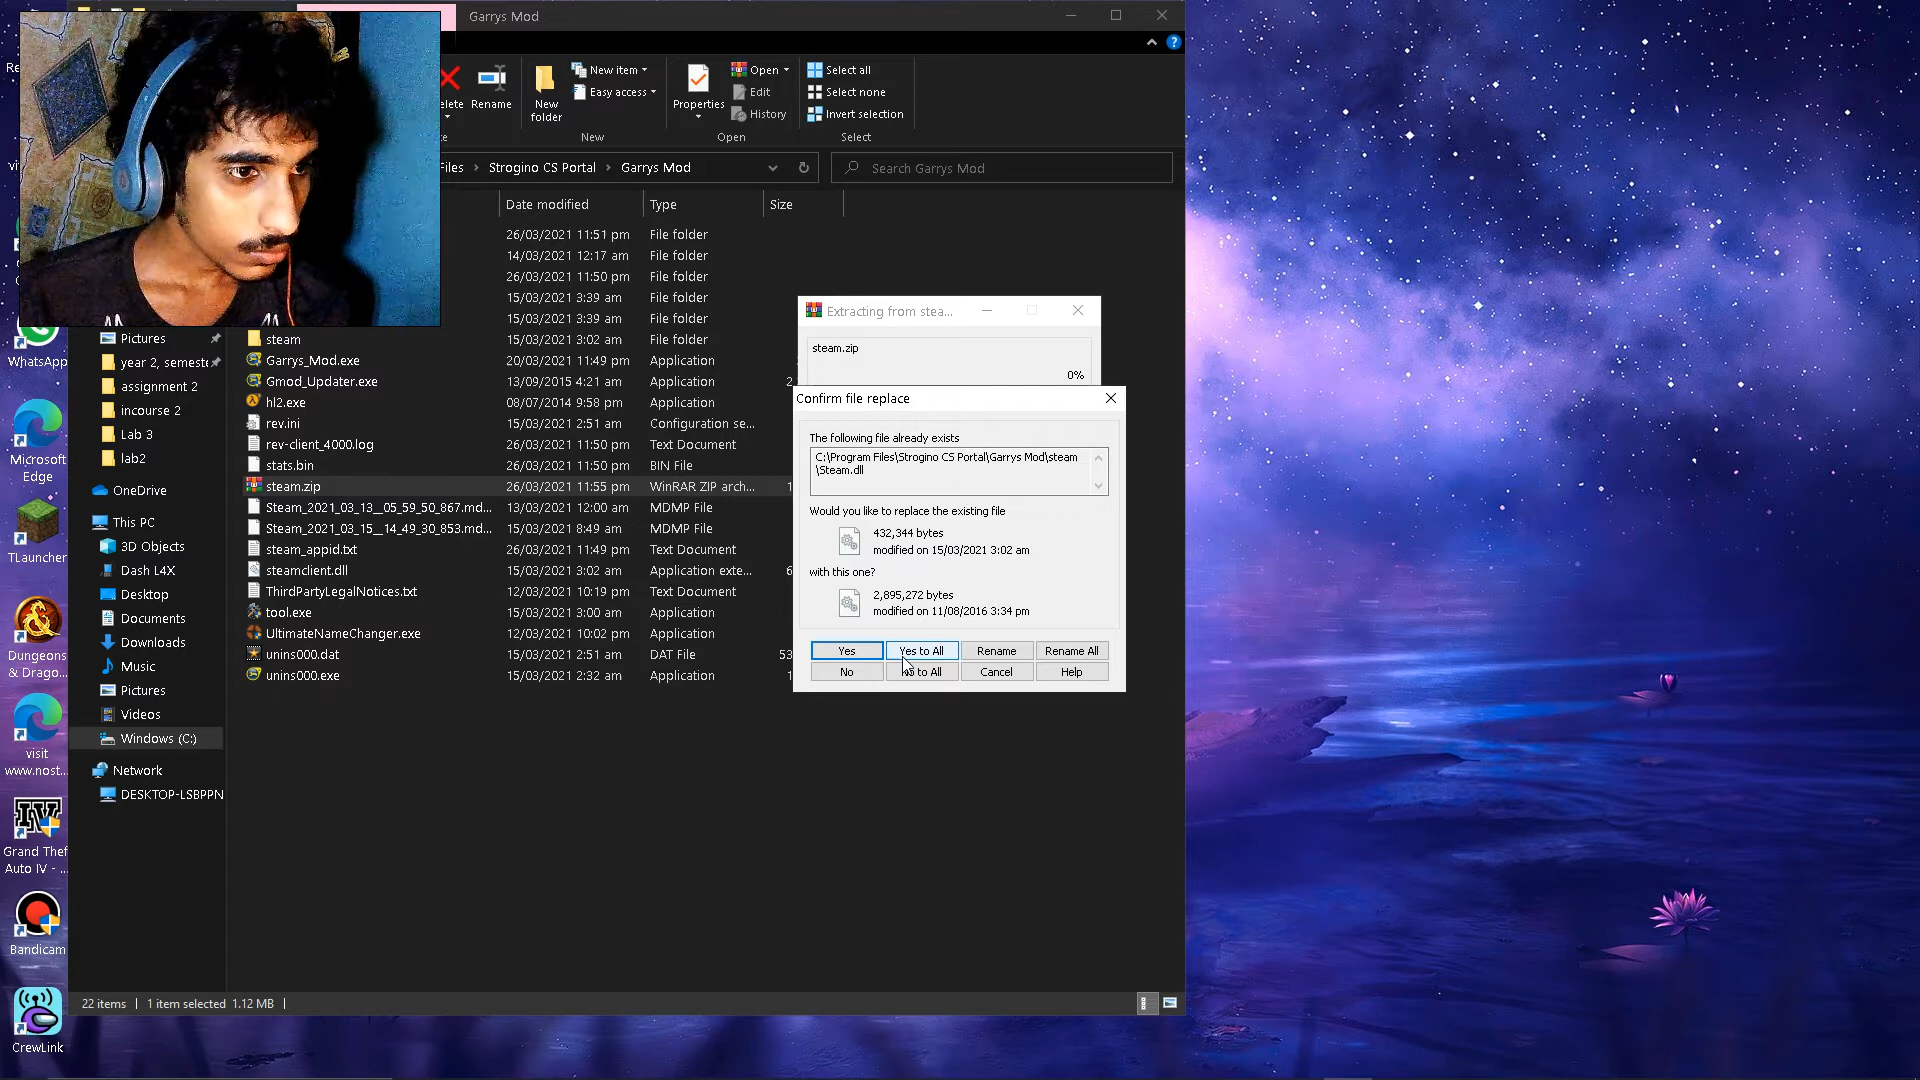 Garrys Mod
elete
Rename
New folder
New item
Easy access
New
Properties
Open
Edit
History
Open
Select all
Select none
Invert selection
Select
Files > Strogino CS Portal > Garrys Mod
Search Garrys Mod
Date modified
Type
Size
26/03/2021 11:51 pm File folder
14/03/2021 12:17 am File folder
26/03/2021 11:50 pm File folder
15/03/2021 3:39 am File folder
15/03/2021 3:39 am File folder
steam 15/03/2021 3:02 am File folder
Garrys_Mod.exe 20/03/2021 11:49 pm Application
Gmod_Updater.exe 13/09/2015 4:21 am Application 2
hl2.exe 08/07/2014 9:58 pm Application
rev.ini 15/03/2021 2:51 am Configuration se...
rev-client_4000.log 26/03/2021 11:50 pm Text Document
stats.bin 26/03/2021 11:50 pm BIN File
steam.zip 26/03/2021 11:55 pm WinRAR ZIP arch... 1
Steam_2021_03_13__05_59_50_867.md... 13/03/2021 12:00 am MDMP File
Steam_2021_03_15__14_49_30_853.md... 15/03/2021 8:49 am MDMP File
steam_appid.txt 26/03/2021 11:49 pm Text Document
steamclient.dll 15/03/2021 3:02 am Application exte... 6
ThirdPartyLegalNotices.txt 12/03/2021 10:19 pm Text Document
tool.exe 15/03/2021 3:00 am Application
UltimateNameChanger.exe 12/03/2021 10:02 pm Application
unins000.dat 15/03/2021 2:51 am DAT File 53
unins000.exe 15/03/2021 2:32 am Application 1
Pictures
year 2, semeste
assignment 2
incourse 2
Lab 3
lab2
OneDrive
This PC
3D Objects
Dash L4X
Desktop
Documents
Downloads
Music
Pictures
Videos
Windows (C:)
Network
DESKTOP-LSBPPN
22 items
1 item selected 1.12 MB
Extracting from stea...
steam.zip
0%
Confirm file replace
The following file already exists
C:\Program Files\Strogino CS Portal\Garrys Mod\steam
\Steam.dll
Would you like to replace the existing file
432,344 bytes
modified on 15/03/2021 3:02 am
with this one?
2,895,272 bytes
modified on 11/08/2016 3:34 pm
Yes
Yes to All
Rename
Rename All
No
to All
Cancel
Help
Re
vi
WhatsApp
Microsoft
Edge
TLauncher
Dungeons
& Drago...
visit
www.nost...
IV
Grand Thef
Auto IV - ...
Bandicam
CrewLink